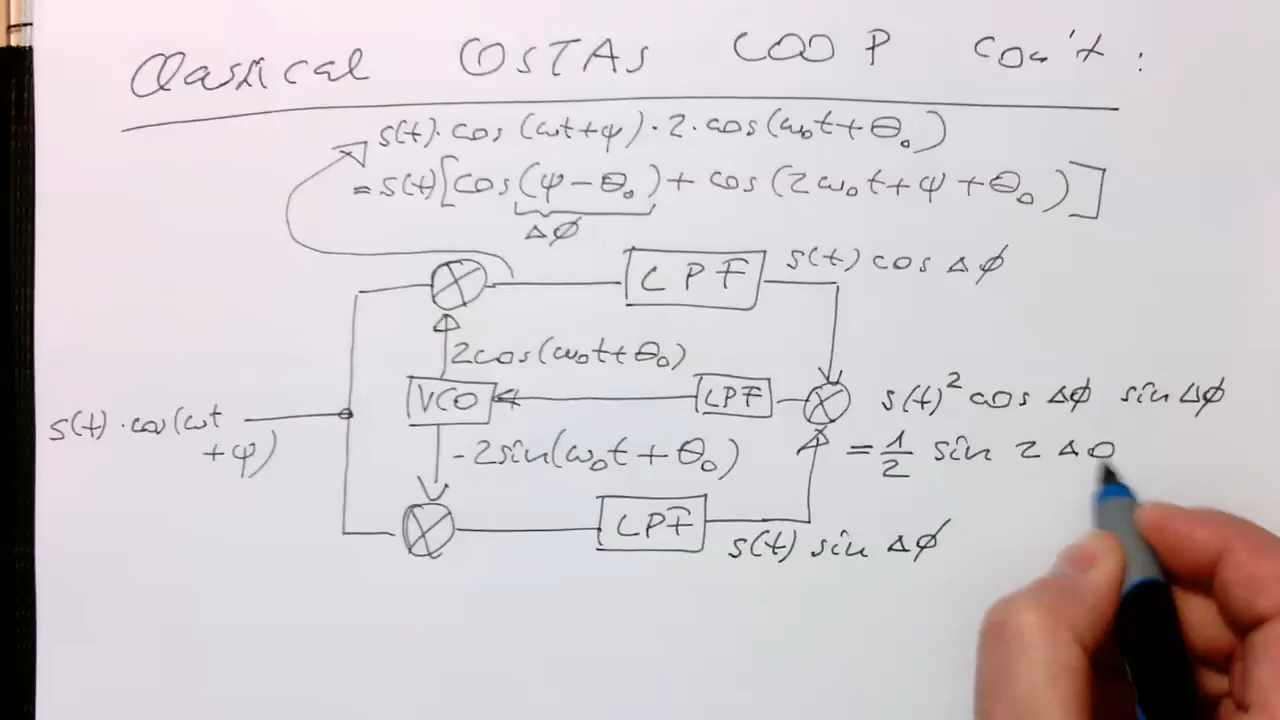 Classical COSTAS LOOP con't :
s(t)·cos(ωt+φ)·2·cos(ω₀t+θ₀)
=s(t)[cos(φ-θ₀)+cos(2ω₀t+φ+θ₀)]
Δϕ
LPF
s(t) cos Δϕ
2cos(ω₀t+θ₀)
s(t)·cos(ωt
+φ)
VCO
LPF
s(t)² cos Δϕ sin Δϕ
-2sin(ω₀t+θ₀)
= 1/2 sin 2 Δ0
LPF
s(t) sin Δϕ